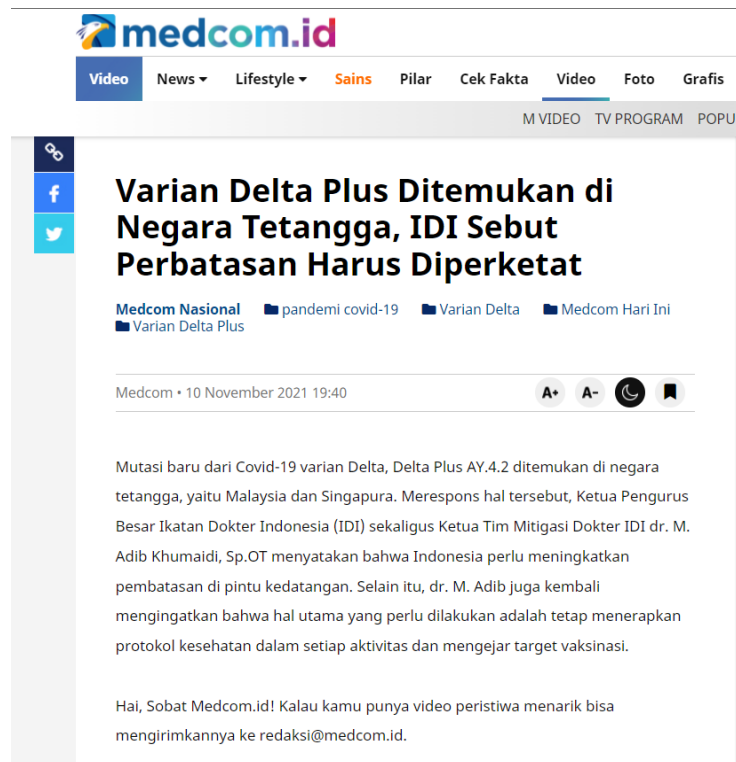 medcom.id
Video News Lifestyle Sains Pilar Cek Fakta Video Foto Grafis
M VIDEO TV PROGRAM POPU
Varian Delta Plus Ditemukan di
Negara Tetangga, IDI Sebut
Perbatasan Harus Diperketat
Medcom Nasional pandemi covid-19 Varian Delta Medcom Hari Ini
Varian Delta Plus
Medcom • 10 November 2021 19:40 A+ A-
Mutasi baru dari Covid-19 varian Delta, Delta Plus AY.4.2 ditemukan di negara
tetangga, yaitu Malaysia dan Singapura. Merespons hal tersebut, Ketua Pengurus
Besar Ikatan Dokter Indonesia (IDI) sekaligus Ketua Tim Mitigasi Dokter IDI dr. M.
Adib Khumaidi, Sp.OT menyatakan bahwa Indonesia perlu meningkatkan
pembatasan di pintu kedatangan. Selain itu, dr. M. Adib juga kembali
mengingatkan bahwa hal utama yang perlu dilakukan adalah tetap menerapkan
protokol kesehatan dalam setiap aktivitas dan mengejar target vaksinasi.
Hai, Sobat Medcom.id! Kalau kamu punya video peristiwa menarik bisa
mengirimkannya ke redaksi@medcom.id.